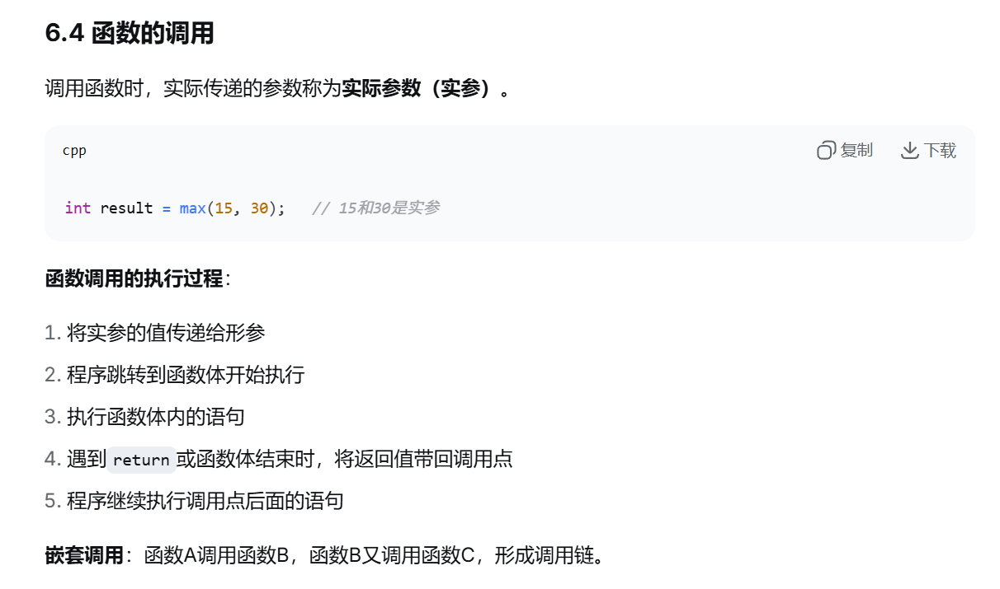 6.4 函数的调用
调用函数时，实际传递的参数称为实际参数（实参）。
cpp
复制
下载
int result = max(15, 30);   // 15和30是实参
函数调用的执行过程：
1. 将实参的值传递给形参
2. 程序跳转到函数体开始执行
3. 执行函数体内的语句
4. 遇到 return 或函数体结束时，将返回值带回调用点
5. 程序继续执行调用点后面的语句
嵌套调用：函数A调用函数B，函数B又调用函数C，形成调用链。